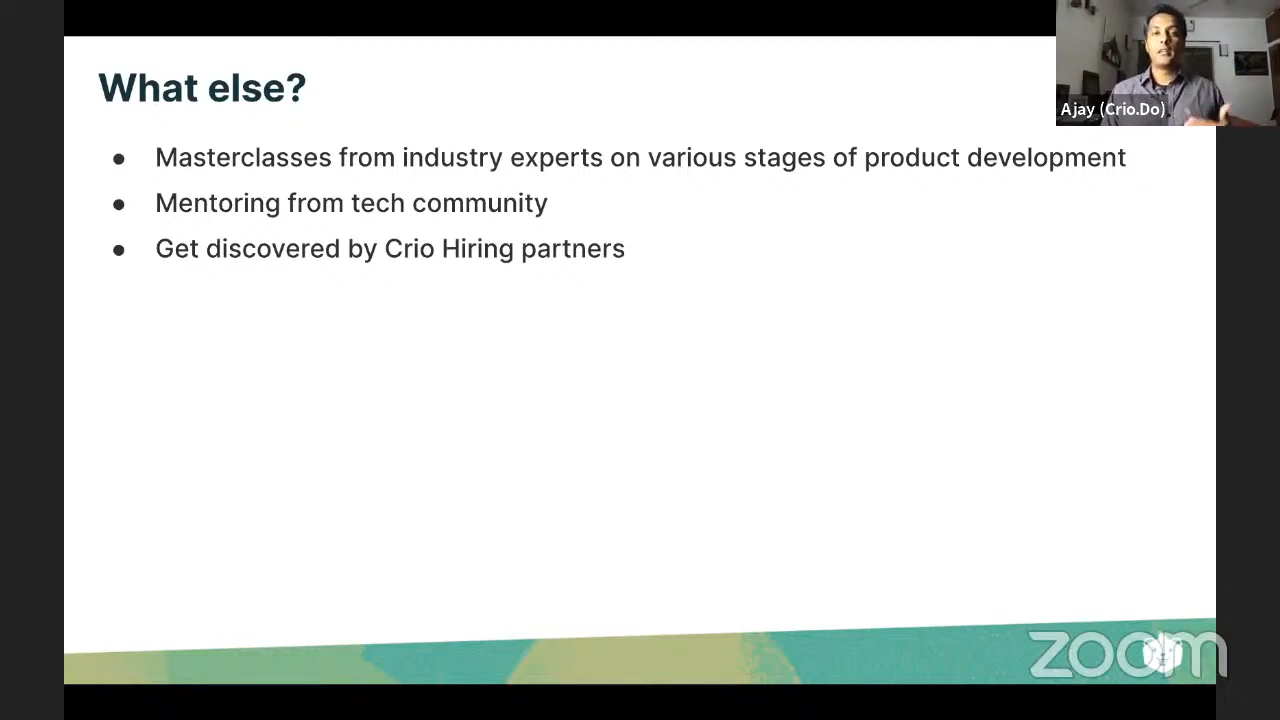 What else?
Ajay (Crio.Do)
● Masterclasses from industry experts on various stages of product development
● Mentoring from tech community
● Get discovered by Crio Hiring partners
zoom